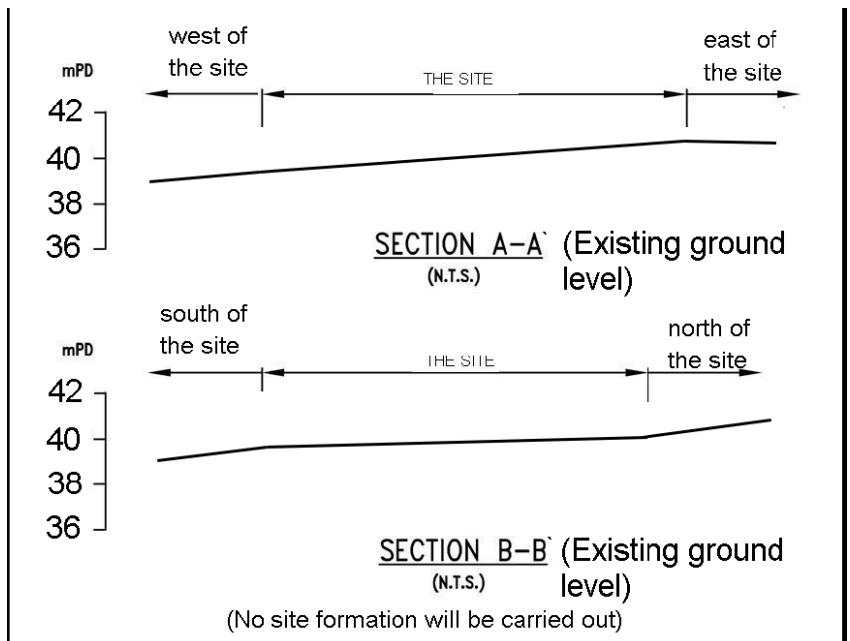 west of
the site
east of
the site
mPD
THE SITE
42
40
38
36
SECTION A-A` (Existing ground
level)
(N.T.S.)
south of
the site
north of
the site
mPD
THE SITE
42
40
38
36
SECTION B-B` (Existing ground
level)
(N.T.S.)
(No site formation will be carried out)